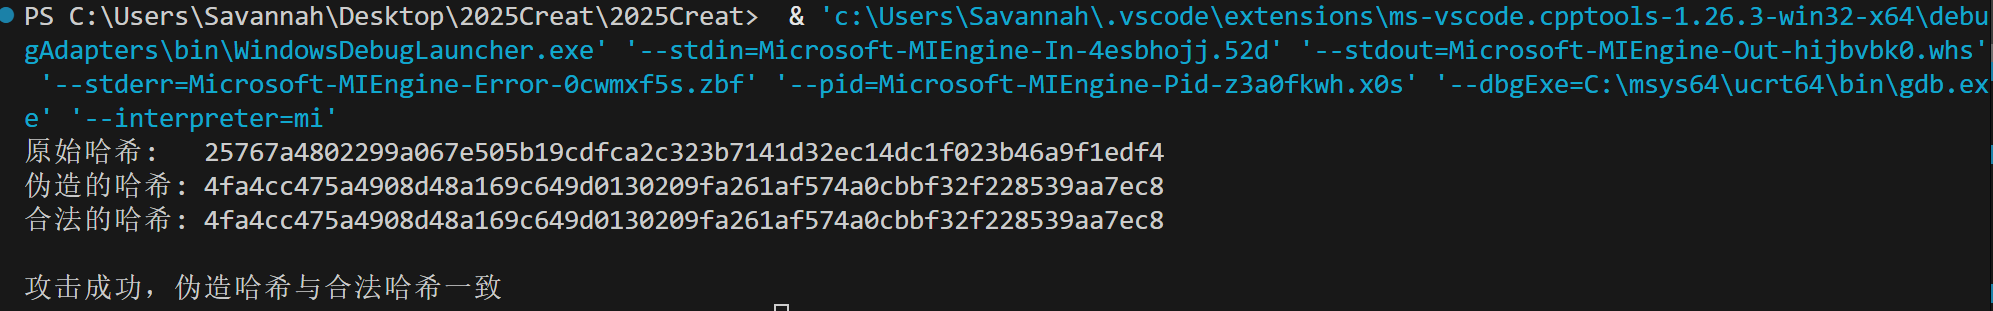 PS C:\Users\Savannah\Desktop\2025Creat\2025Creat>  & 'c:\Users\Savannah\.vscode\extensions\ms-vscode.cpptools-1.26.3-win32-x64\debu
gAdapters\bin\WindowsDebugLauncher.exe' '--stdin=Microsoft-MIEngine-In-4esbhojj.52d' '--stdout=Microsoft-MIEngine-Out-hijbvbk0.whs'
'--stderr=Microsoft-MIEngine-Error-0cwmxf5s.zbf' '--pid=Microsoft-MIEngine-Pid-z3a0fkwh.x0s' '--dbgExe=C:\msys64\ucrt64\bin\gdb.ex
e' '--interpreter=mi'
原始哈希:   25767a4802299a067e505b19cdfca2c323b7141d32ec14dc1f023b46a9f1edf4
伪造的哈希: 4fa4cc475a4908d48a169c649d0130209fa261af574a0cbbf32f228539aa7ec8
合法的哈希: 4fa4cc475a4908d48a169c649d0130209fa261af574a0cbbf32f228539aa7ec8
攻击成功，伪造哈希与合法哈希一致